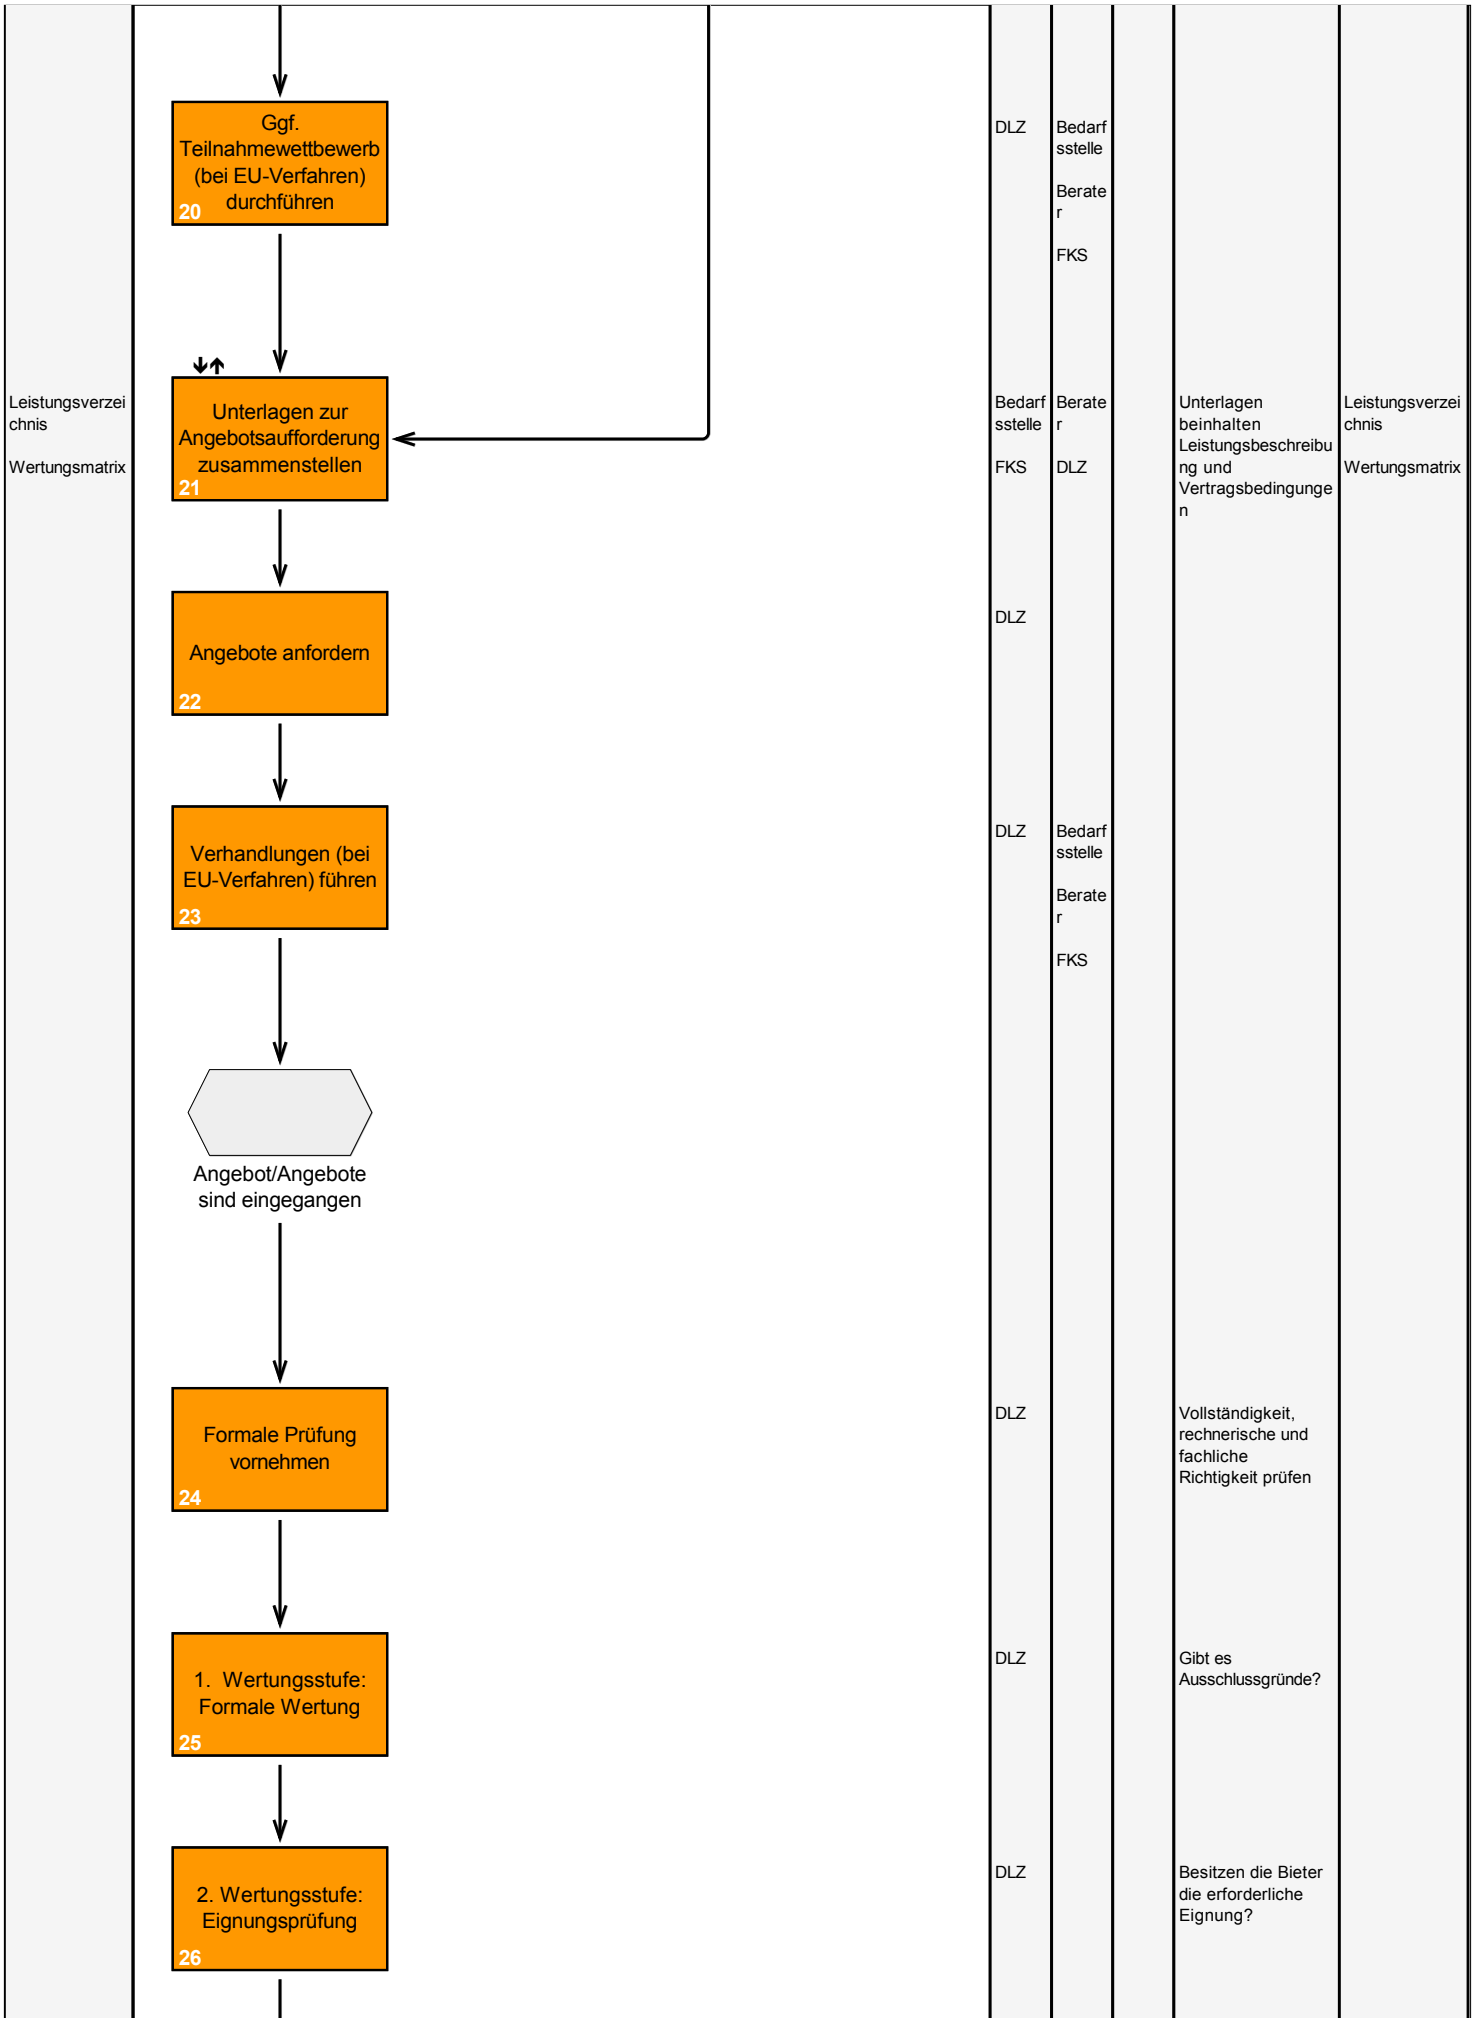 Ggf.
Teilnahmewettbewerb
(bei EU-Verfahren)
durchführen
20
DLZ
Bedarf
sstelle
Berate
r
FKS
Leistungsverzei
chnis
Wertungsmatrix
Unterlagen zur
Angebotsaufforderung
zusammenstellen
21
Bedarf
sstelle
FKS
Berate
r
DLZ
Unterlagen
beinhalten
Leistungsbeschreibu
ng und
Vertragsbedingunge
n
Leistungsverzei
chnis
Wertungsmatrix
Angebote anfordern
22
DLZ
Verhandlungen (bei
EU-Verfahren) führen
23
DLZ
Bedarf
sstelle
Berate
r
FKS
Angebot/Angebote
sind eingegangen
Formale Prüfung
vornehmen
24
DLZ
Vollständigkeit,
rechnerische und
fachliche
Richtigkeit prüfen
1. Wertungsstufe:
Formale Wertung
25
DLZ
Gibt es
Ausschlussgründe?
2. Wertungsstufe:
Eignungsprüfung
26
DLZ
Besitzen die Bieter
die erforderliche
Eignung?